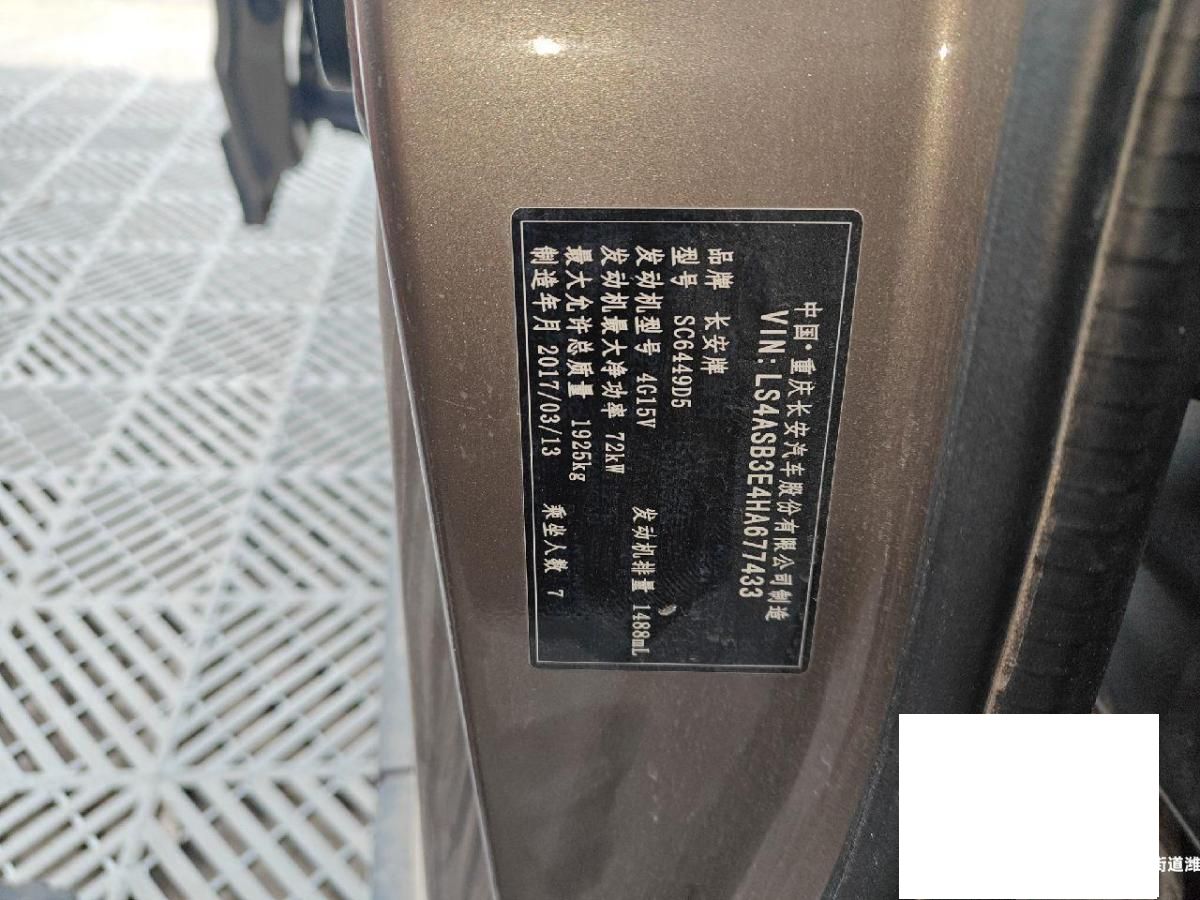 中国·重庆长安汽车股份有限公司制造
VIN:LS4ASB3E4HA677433
品牌 长安牌
型号 SC6449D5
发动机型号 4G15V 发动机排量 1488mL
发动机最大净功率 72kW
最大允许总质量 1925kg
制造年月 2017/03/13 乘坐人数 7
街道潍